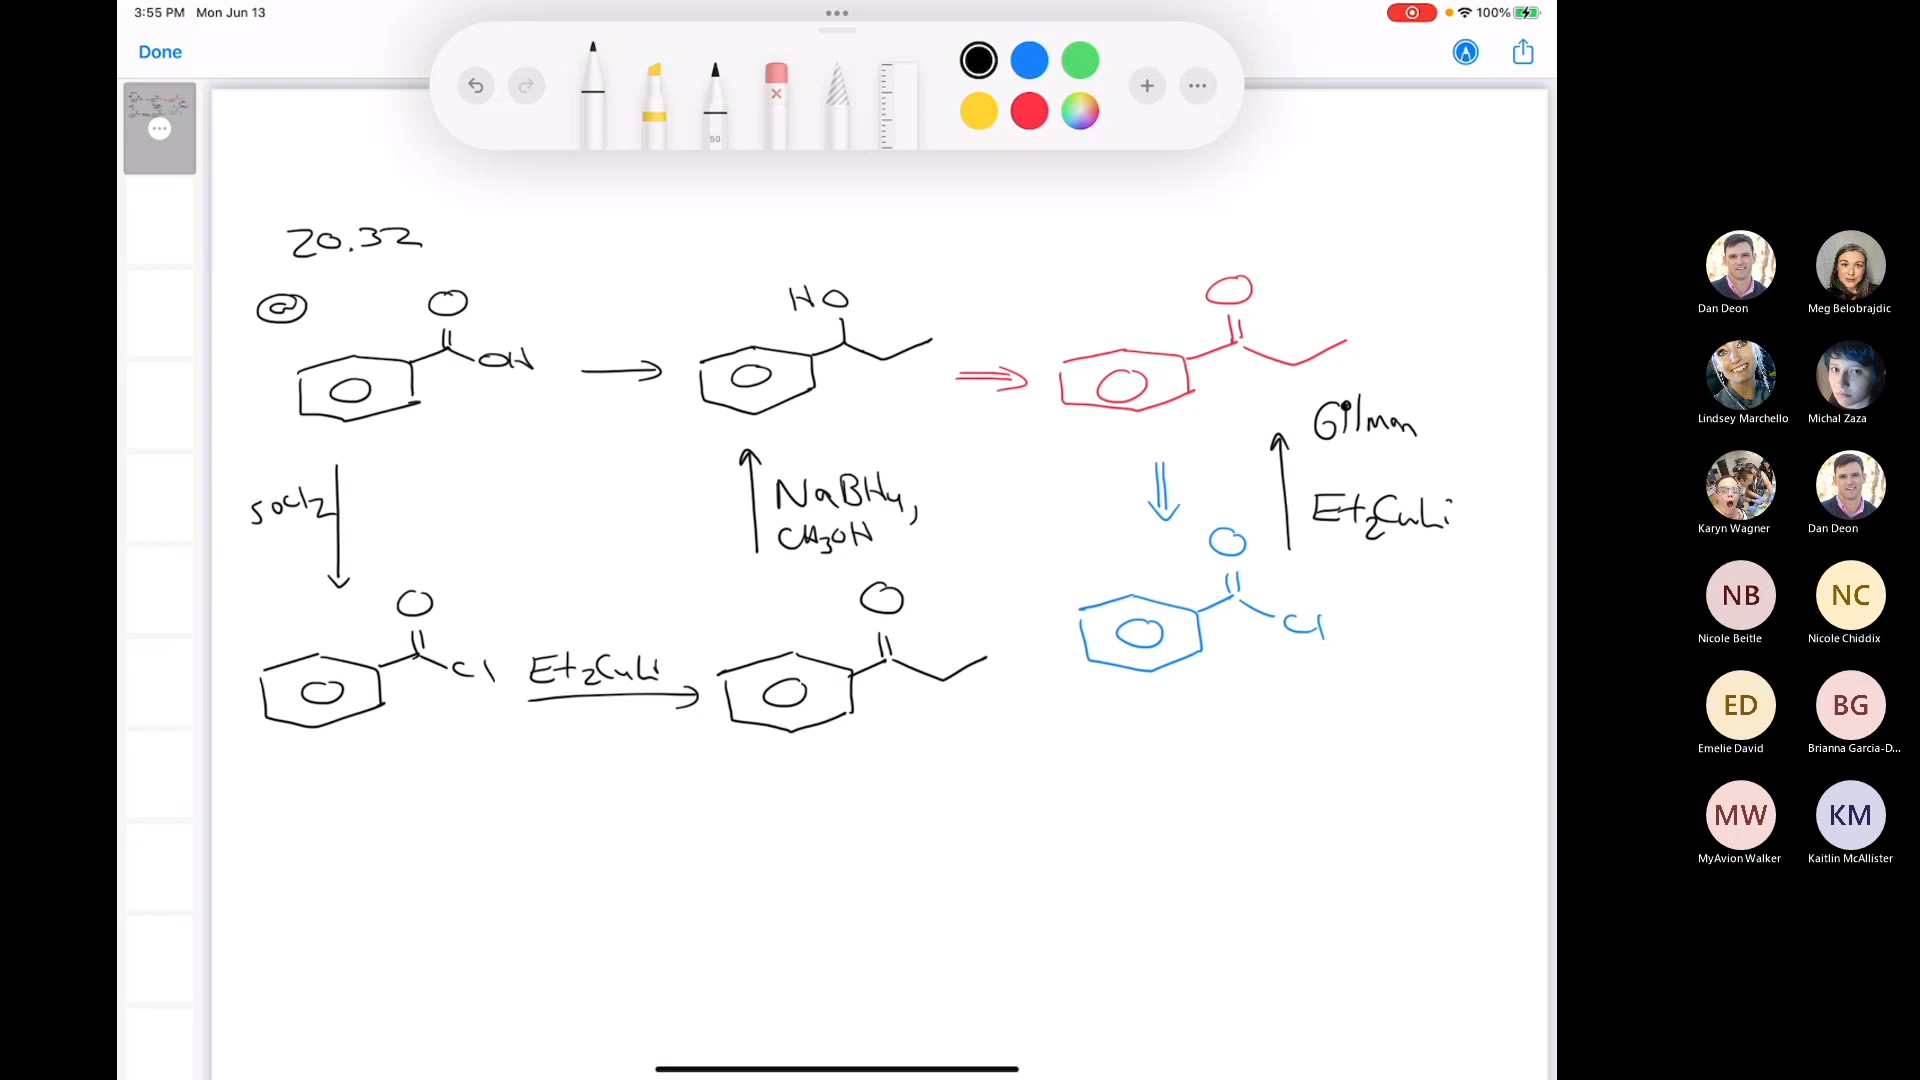 3:55 PM Mon Jun 13
100%
Done
50
20.32
a
O
OH
HO
O
SOCl2
NaBH4,
CH3OH
Gilman
Et2CuLi
O
Cl
O
Cl
Et2CuLi
O
Dan Deon
Meg Belobrajdic
Lindsey Marchello
Michal Zaza
Karyn Wagner
Dan Deon
NB
NC
Nicole Beitle
Nicole Chiddix
ED
BG
Emelie David
Brianna Garcia-D...
MW
KM
MyAvion Walker
Kaitlin McAllister